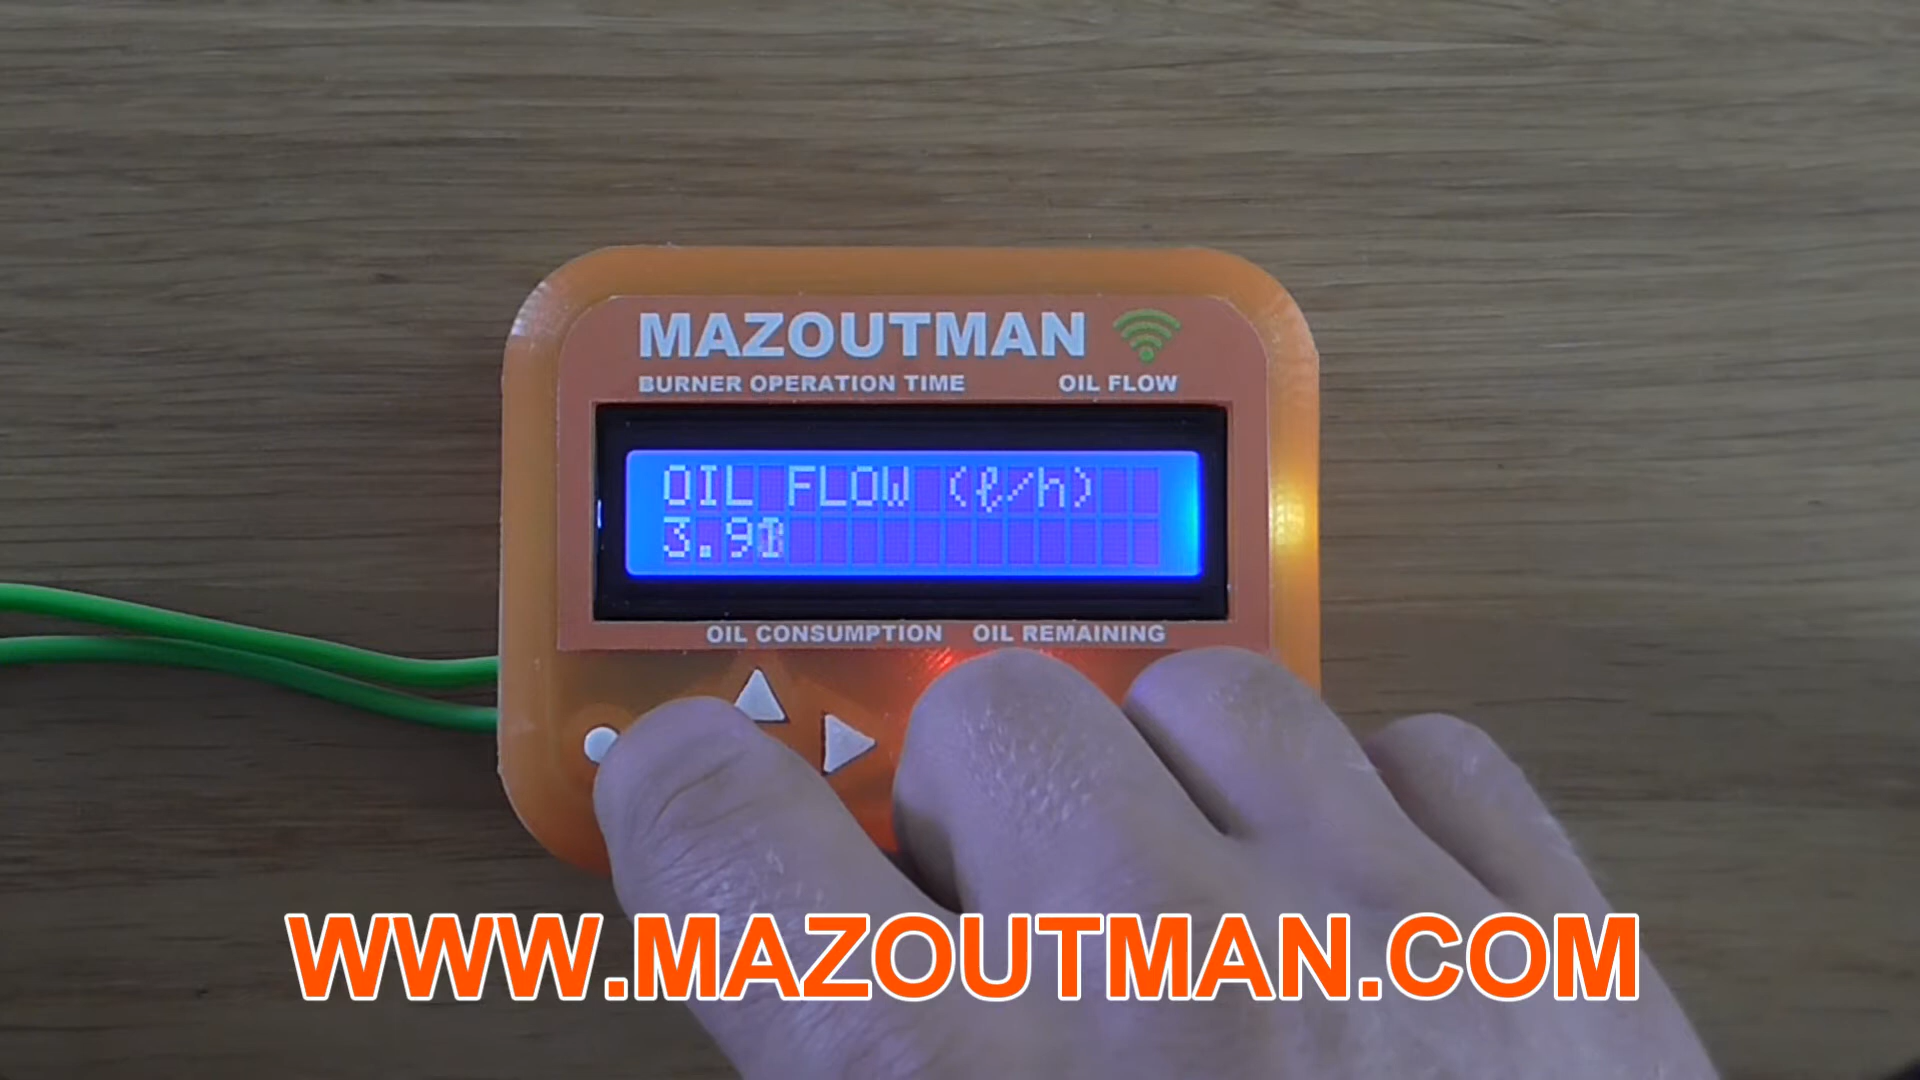 MAZOUTMAN
BURNER OPERATION TIME OIL FLOW
OIL FLOW (ℓ/h)
3.9
OIL CONSUMPTION OIL REMAINING
WWW.MAZOUTMAN.COM